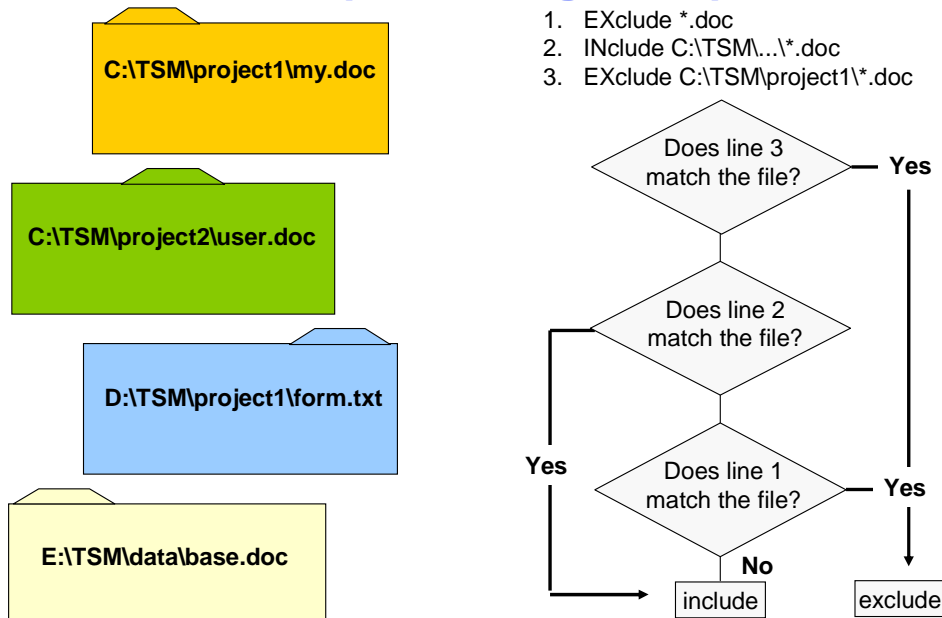 C:\TSM\project1\my.doc
C:\TSM\project2\user.doc
D:\TSM\project1\form.txt
E:\TSM\data\base.doc
1. EXclude *.doc
2. INclude C:\TSM\...\*.doc
3. EXclude C:\TSM\project1\*.doc
Does line 3
match the file?
Yes
Does line 2
match the file?
Yes
Does line 1
match the file?
Yes
No
include
exclude